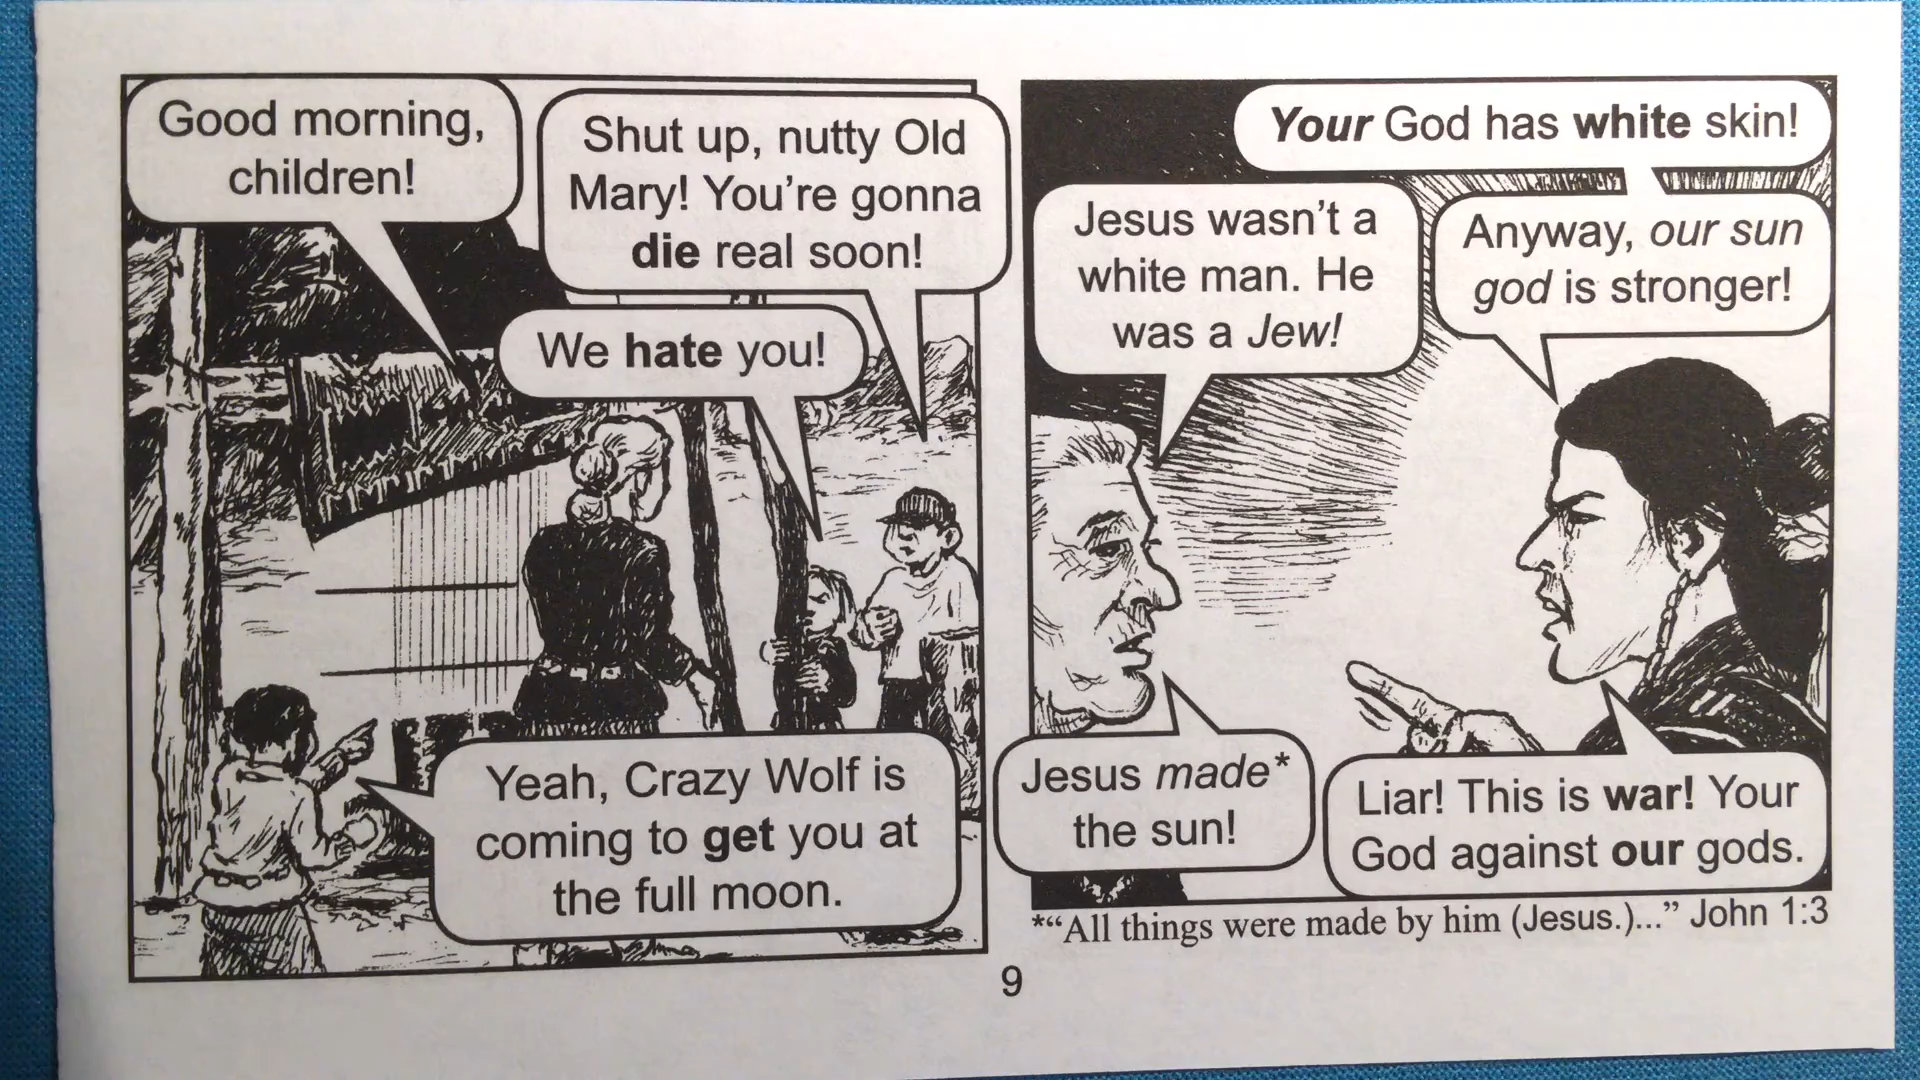 Good morning,
children!
Shut up, nutty Old
Mary! You're gonna
die real soon!
We hate you!
Yeah, Crazy Wolf is
coming to get you at
the full moon.
Your God has white skin!
Jesus wasn't a
white man. He
was a Jew!
Anyway, our sun
god is stronger!
Jesus made*
the sun!
Liar! This is war! Your
God against our gods.
*“All things were made by him (Jesus.)...” John 1:3
9